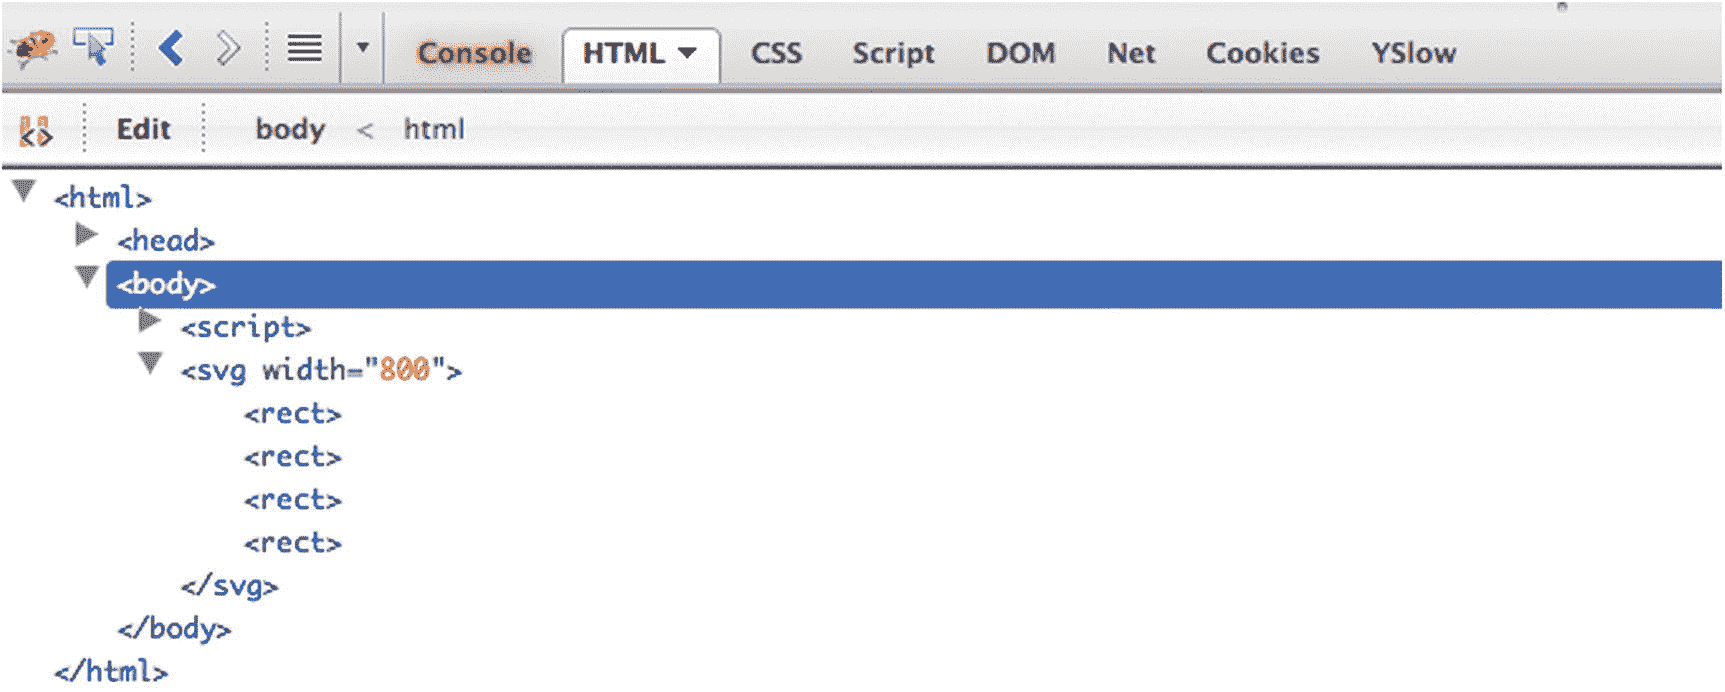 Console HTML CSS Script DOM Net Cookies YSlow
<> Edit body < html
<html>
<head>
<body>
<script>
<svg width="800">
<rect>
<rect>
<rect>
<rect>
</svg>
</body>
</html>